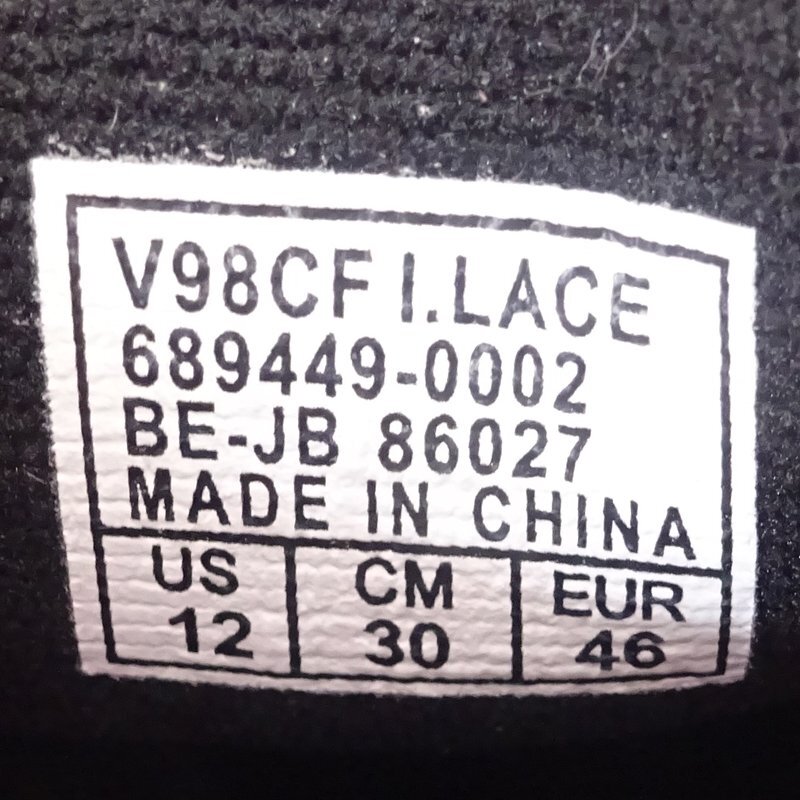 V98CF I.LACE
689449-0002
BE-JB 86027
MADE IN CHINA
US CM EUR
12 30 46